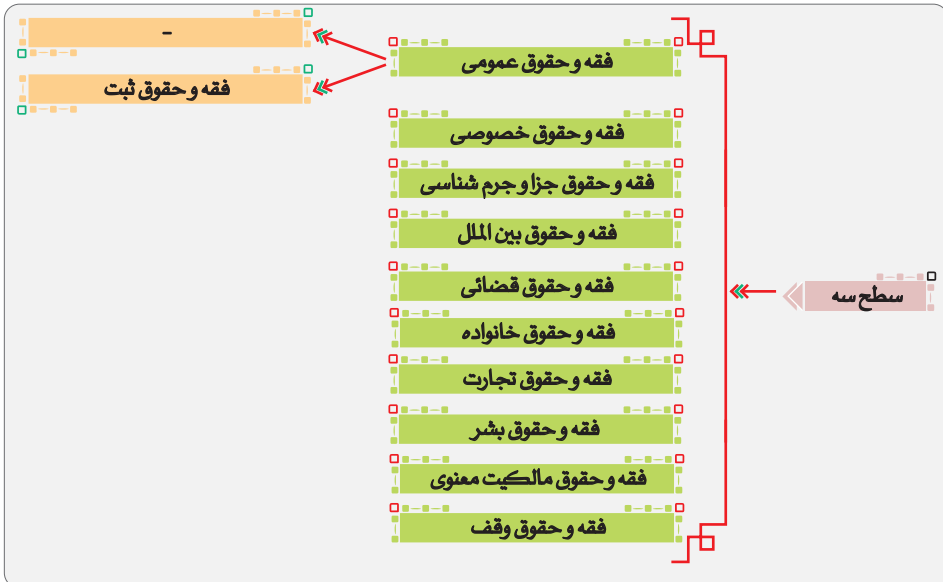 سطح سه
فقه و حقوق عمومی
-
فقه و حقوق ثبت
فقه و حقوق خصوصی
فقه و حقوق جزا و جرم شناسی
فقه و حقوق بین الملل
فقه و حقوق قضائی
فقه و حقوق خانواده
فقه و حقوق تجارت
فقه و حقوق بشر
فقه و حقوق مالکیت معنوی
فقه و حقوق وقف